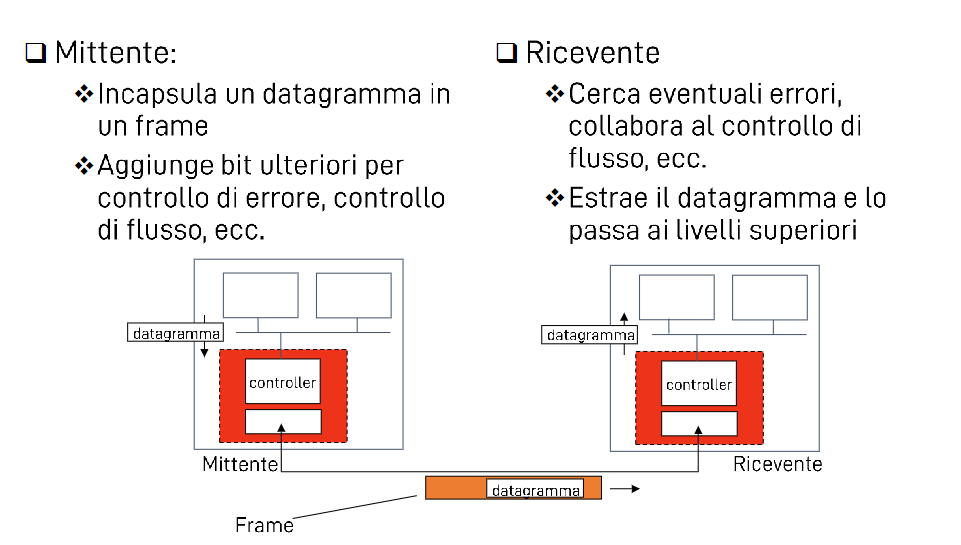 Mittente:
Incapsula un datagramma in
un frame
Aggiunge bit ulteriori per
controllo di errore, controllo
di flusso, ecc.
Ricevente
Cerca eventuali errori,
collabora al controllo di
flusso, ecc.
Estrae il datagramma e lo
passa ai livelli superiori
datagramma
controller
Mittente
datagramma
controller
Ricevente
datagramma
Frame